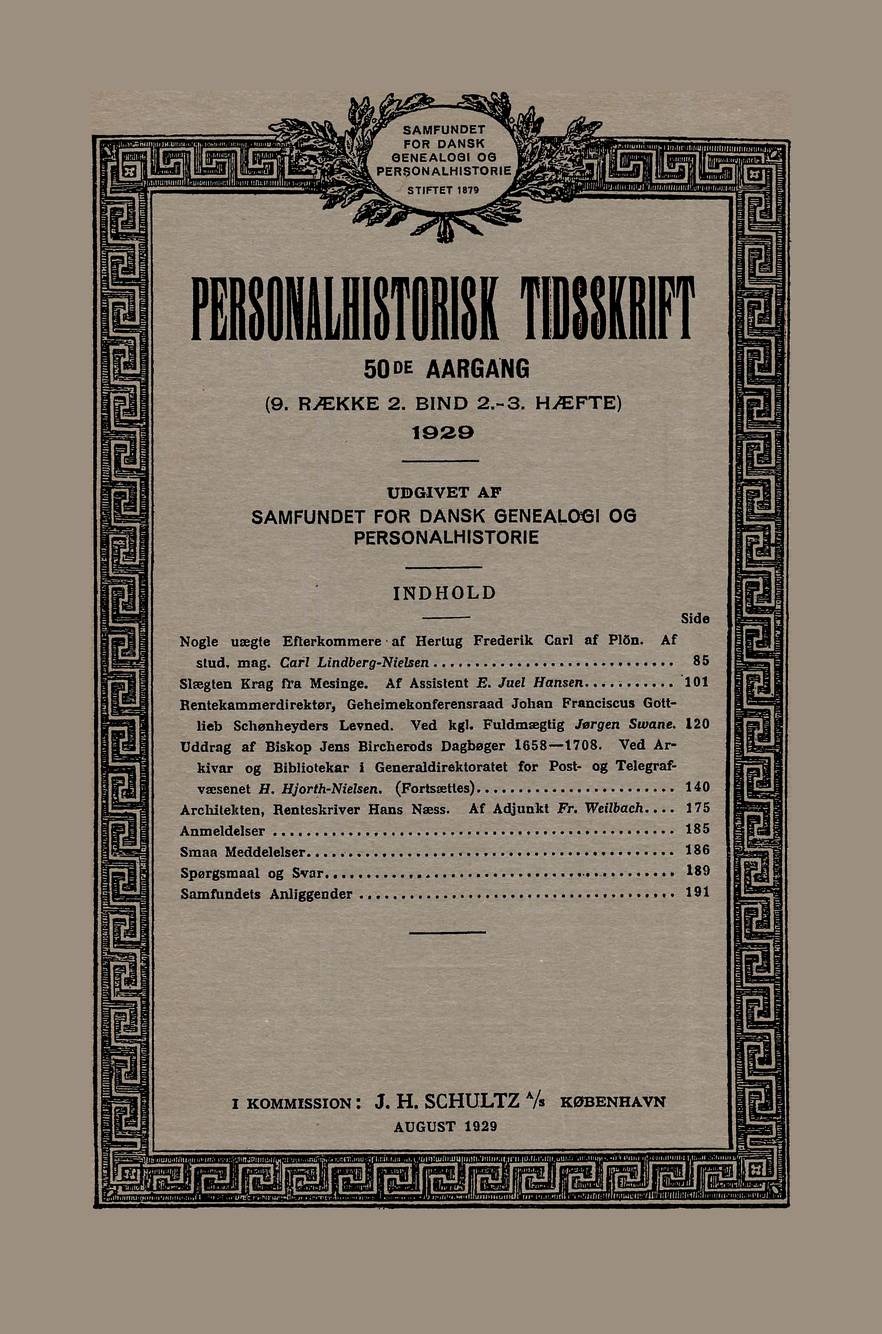 SAMFUNDET
FOR DANSK
GENEALOGI OG
PERSONALHISTORIE
STIFTET 1879
PERSONALHISTORISK TIDSSKRIFT
50DE AARGANG
(9. RÆKKE 2. BIND 2.-3. HÆFTE)
1929
UDGIVET AF
SAMFUNDET FOR DANSK GENEALOGI OG
PERSONALHISTORIE
INDHOLD
Side
Nogle uægte Efterkommere af Hertug Frederik Carl af Plön. Af
stud. mag. Carl Lindberg-Nielsen ............................ 85
Slægten Krag fra Mesinge. Af Assistent E. Juel Hansen........... 101
Rentekammerdirektør, Geheimekonferensraad Johan Franciscus Gott-
lieb Schønheyders Levned. Ved kgl. Fuldmægtig Jørgen Swane. 120
Uddrag af Biskop Jens Bircherods Dagbøger 1658—1708. Ved Ar-
kivar og Bibliotekar i Generaldirektoratet for Post- og Telegraf-
væsenet H. Hjorth-Nielsen. (Fortsættes)....................... 140
Architekten, Renteskriver Hans Næss. Af Adjunkt Fr. Weilbach.... 175
Anmeldelser ............................................... 185
Smaa Meddelelser........................................... 186
Spørgsmaal og Svar......................................... 189
Samfundets Anliggender ..................................... 191
I KOMMISSION: J. H. SCHULTZ A/s KØBENHAVN
AUGUST 1929